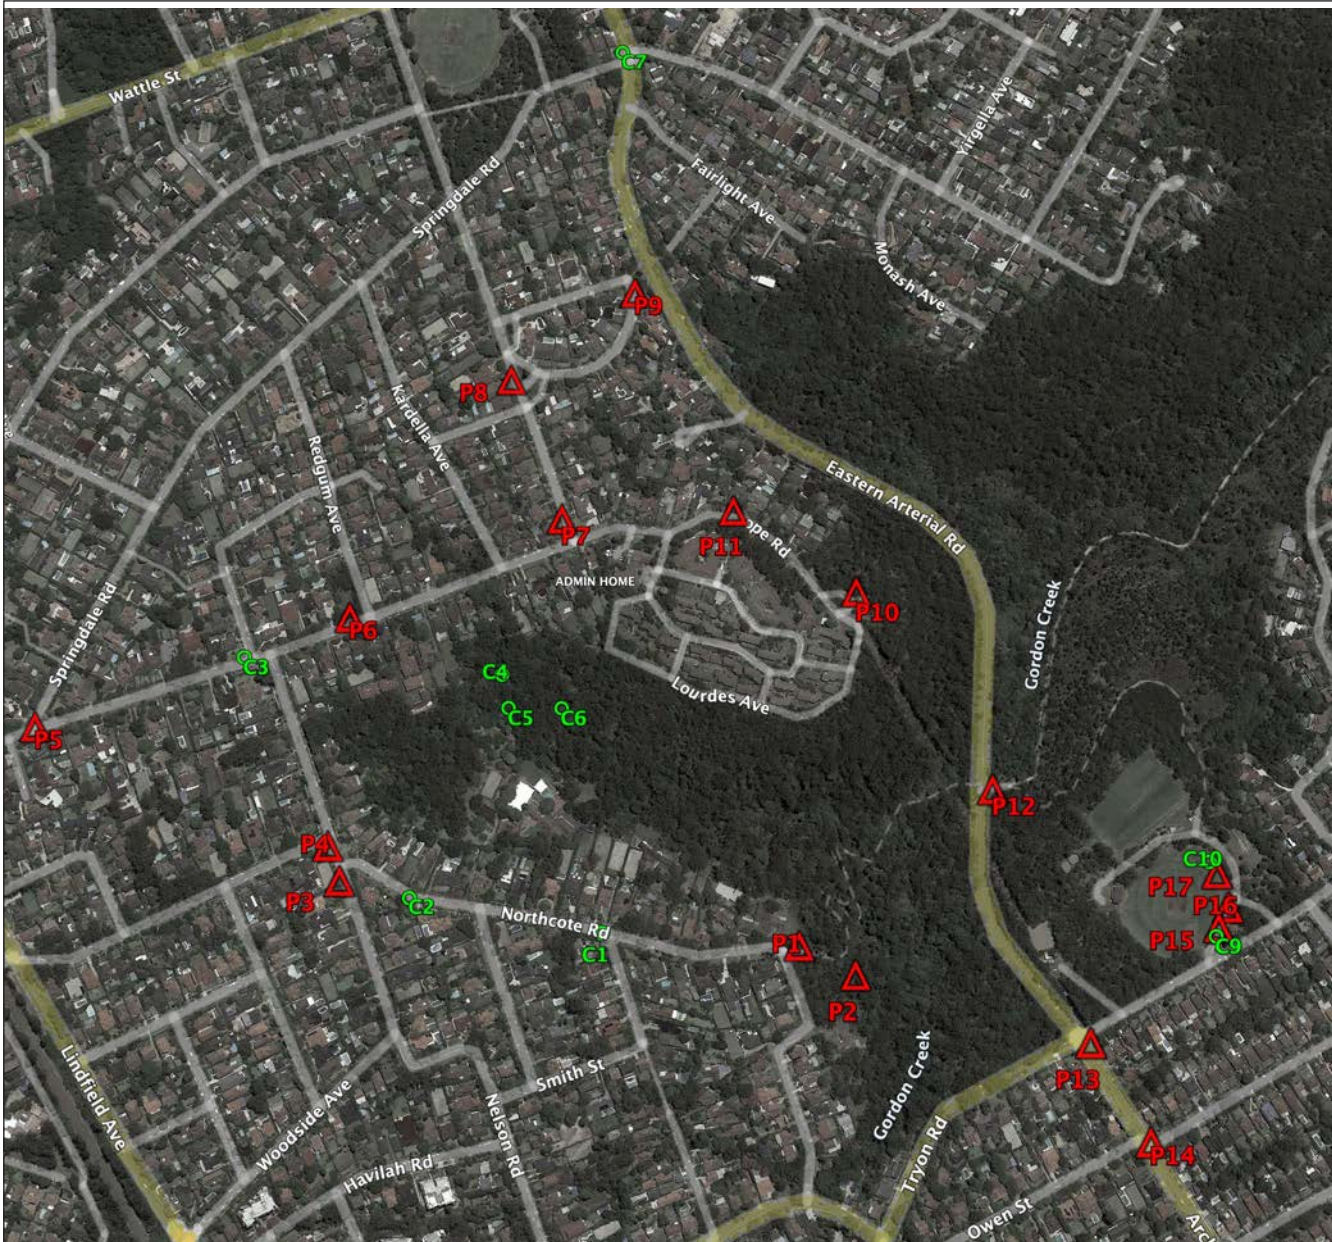 Wattle St
C7
Yirgella Ave
Fairlight Ave
Springdale Rd
Monash Ave
P9
P8
Kardella Ave
Redgum Ave
Eastern Arterial Rd
P7
P11
ope Rd
ADMIN HOME
P10
Gordon Creek
Springdale Rd
P6
C3
C4
C5
C6
Lourdes Ave
P5
P12
P4
P3
C2
Northcote Rd
C1
P1
P2
C10
P17
P16
P15
C9
Lindfield Ave
Woodside Ave
Smith St
Nelson Rd
Havilah Rd
Gordon Creek
P13
Tryon Rd
P14
Owen St